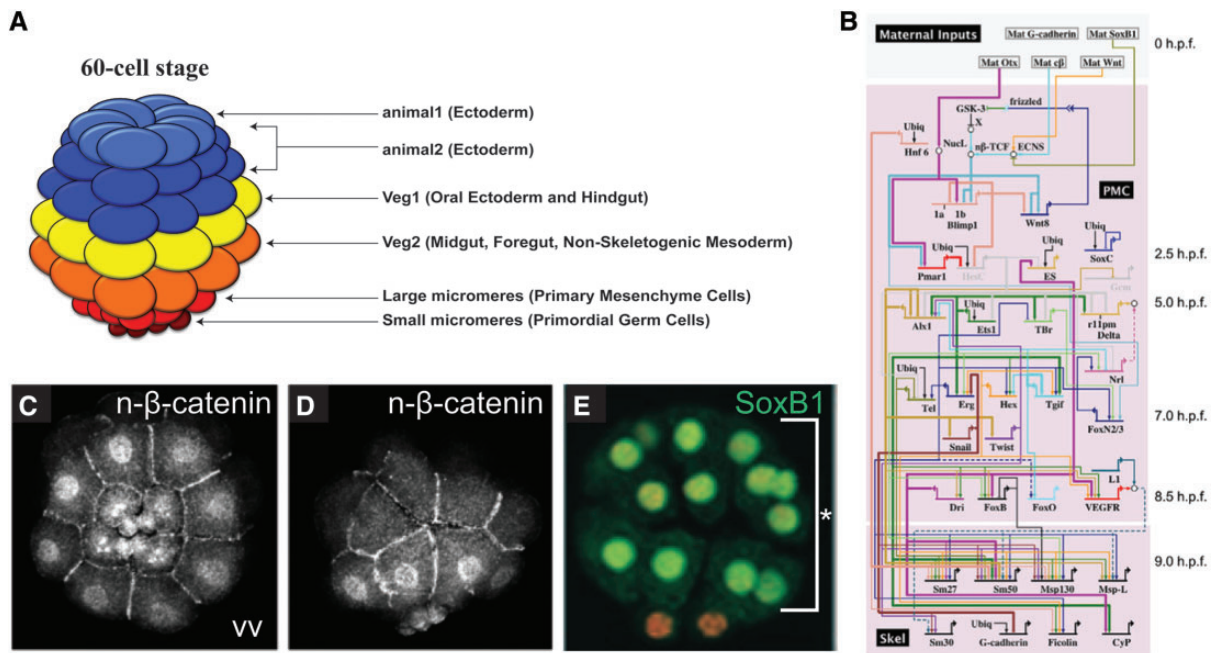 A
60-cell stage
animal1 (Ectoderm)
animal2 (Ectoderm)
Veg1 (Oral Ectoderm and Hindgut)
Veg2 (Midgut, Foregut, Non-Skeletogenic Mesoderm)
Large micromeres (Primary Mesenchyme Cells)
Small micromeres (Primordial Germ Cells)
B
Maternal Inputs
Mat G-cadherin Mat SoxB1
0 h.p.f.
Mat Otx Mat cβ Mat Wnt
frizzled
GSK-3
X
Ubiq
Hnf 6
NucL nβ-TCF ECNS
PMC
1a 1b
Blimp1
Wnt8
Ubiq Ubiq
SoxC
2.5 h.p.f.
Pmar1 HesC ES
Gcm
5.0 h.p.f.
Ubiq
Alx1 Ets1 TBr r11pm
Delta
Nrl
Ubiq
Tel Erg Hex Tgif
FoxN2/3
7.0 h.p.f.
Snail Twist
L1
Dri FoxB FoxO VEGFR
8.5 h.p.f.
9.0 h.p.f.
Sm27 Sm50 Msp130 Msp-L
Ubiq
Skel
Sm30 G-cadherin Ficolin CyP
C
n-β-catenin
VV
D
n-β-catenin
E
SoxB1
*